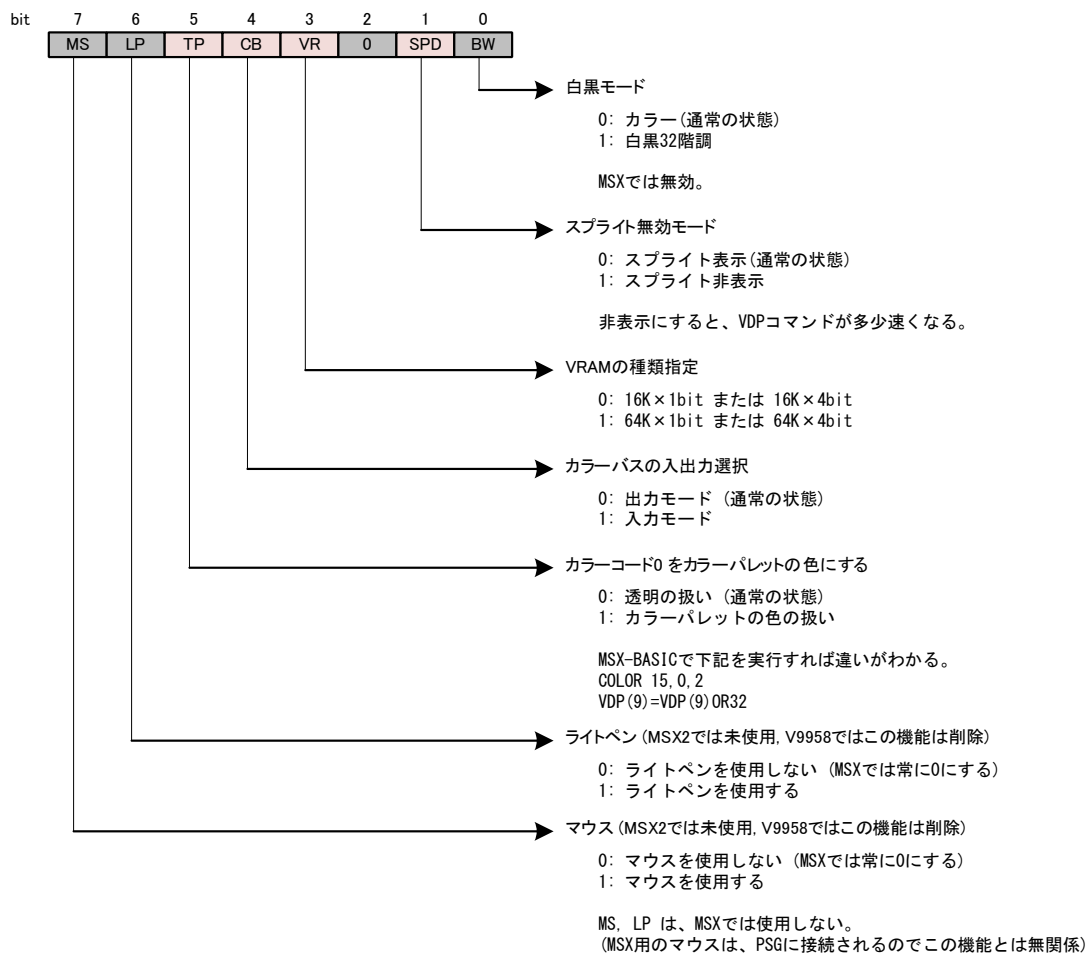 bit 7 6 5 4 3 2 1 0
MS LP TP CB VR 0 SPD BW
白黒モード
0: カラー(通常の状態)
1: 白黒32階調
MSXでは無効。
スプライト無効モード
0: スプライト表示(通常の状態)
1: スプライト非表示
非表示にすると、VDPコマンドが多少速くなる。
VRAMの種類指定
0: 16K×1bit または 16K×4bit
1: 64K×1bit または 64K×4bit
カラーバスの入出力選択
0: 出力モード (通常の状態)
1: 入力モード
カラーコード0 をカラーパレットの色にする
0: 透明の扱い (通常の状態)
1: カラーパレットの色の扱い
MSX-BASICで下記を実行すれば違いがわかる。
COLOR 15,0,2
VDP(9)=VDP(9)OR32
ライトペン (MSX2では未使用, V9958ではこの機能は削除)
0: ライトペンを使用しない (MSXでは常に0にする)
1: ライトペンを使用する
マウス (MSX2では未使用, V9958ではこの機能は削除)
0: マウスを使用しない (MSXでは常に0にする)
1: マウスを使用する
MS, LP は、MSXでは使用しない。
(MSX用のマウスは、PSGに接続されるのでこの機能とは無関係)